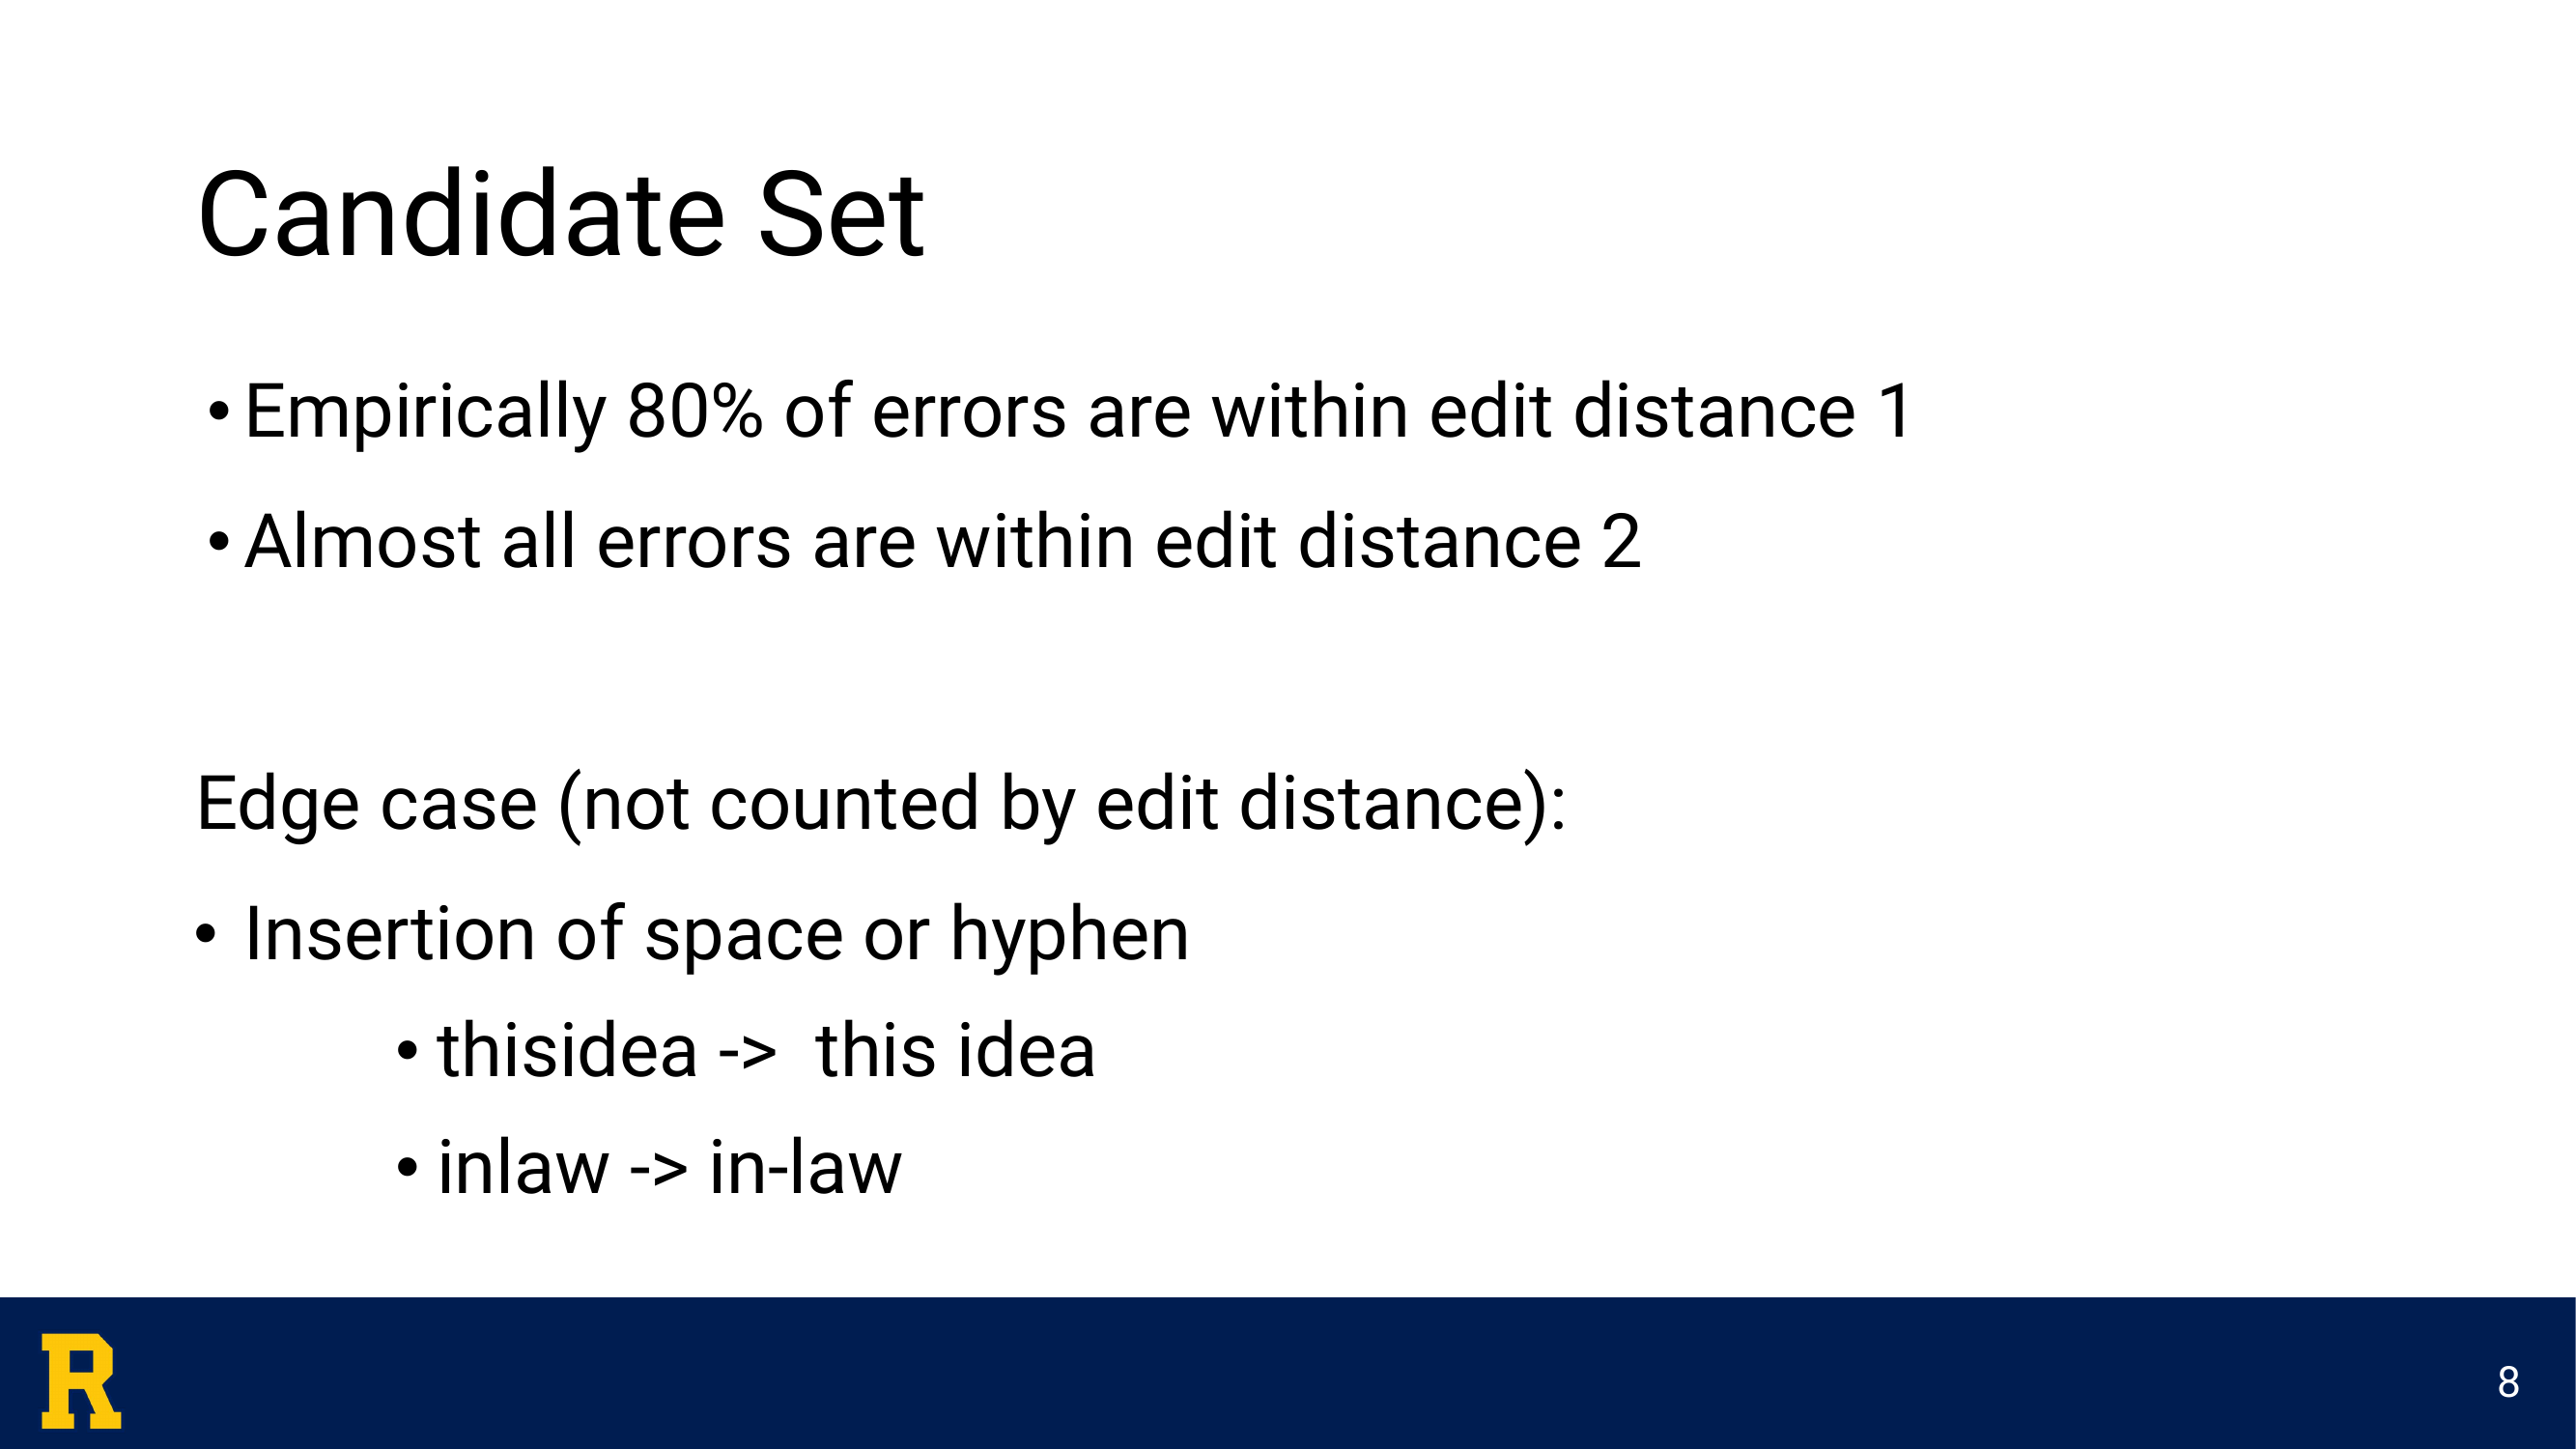 Candidate Set
• Empirically 80% of errors are within edit distance 1
• Almost all errors are within edit distance 2
Edge case (not counted by edit distance):
• Insertion of space or hyphen
• thisidea ->  this idea
• inlaw -> in-law
R
8